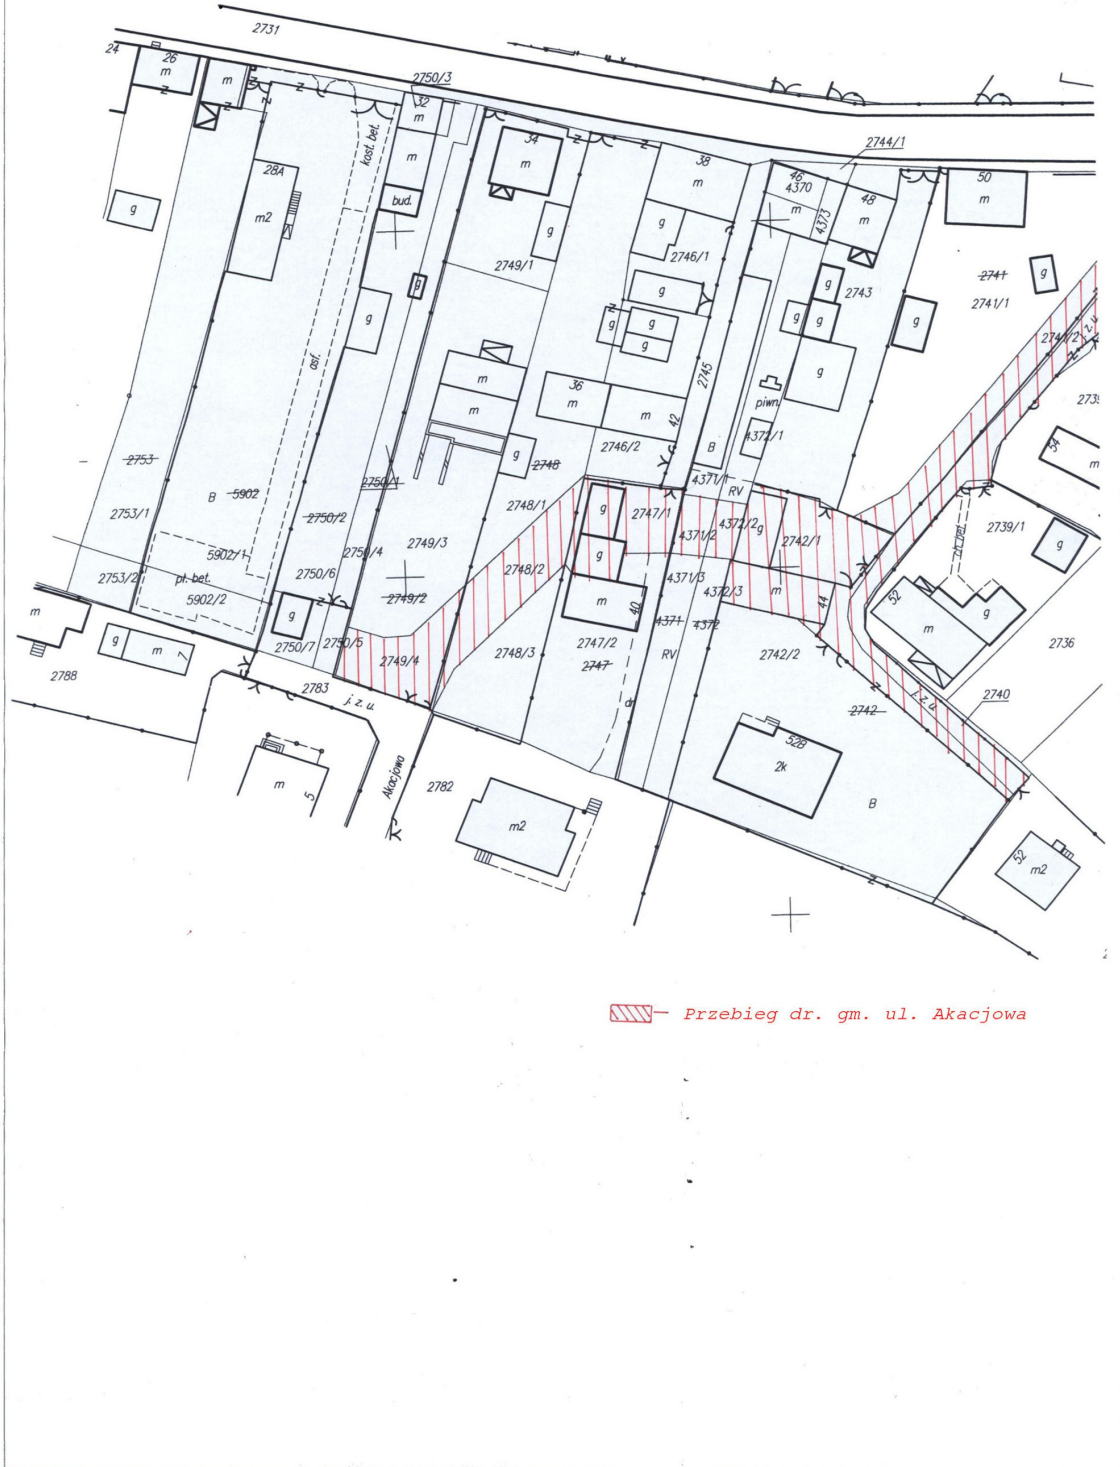 2731
24
26
m
m
2750/3
32
m
m
bud.
kost. bet.
28A
m2
g
34
m
g
38
m
g
2746/1
2749/1
g
g
g
g
g
g
2744/1
46
4370
m
4373
48
m
50
m
2741
2741/1
g
g
g
2743
g
g
g
2741/2
j. z. u
piwn.
2745
42
4372/1
B
m
m
36
m
m
2746/2
g
2748
2748/1
asf.
2753
2753/1
B
5902
2750/1
2750/2
2750/4
2749/3
2749/2
4371/1
RV
g
2747/1
4371/2
4372/2
g
2742/1
54
m
2739/1
ch. bet.
g
5902/1
pl. bet.
5902/2
2753/2
2750/6
g
2750/7
2750/5
2749/4
2748/2
g
m
40
4371/3
4372/3
m
44
4371
4372
RV
2747/2
2747
2748/3
dr
2742/2
2742
52
m
g
2736
2740
j. z. u
m
g
m
7
2788
2783
j. z. u
Akacjowa
2782
m
5
m2
52B
2k
B
52
m2
Przebieg dr. gm. ul. Akacjowa